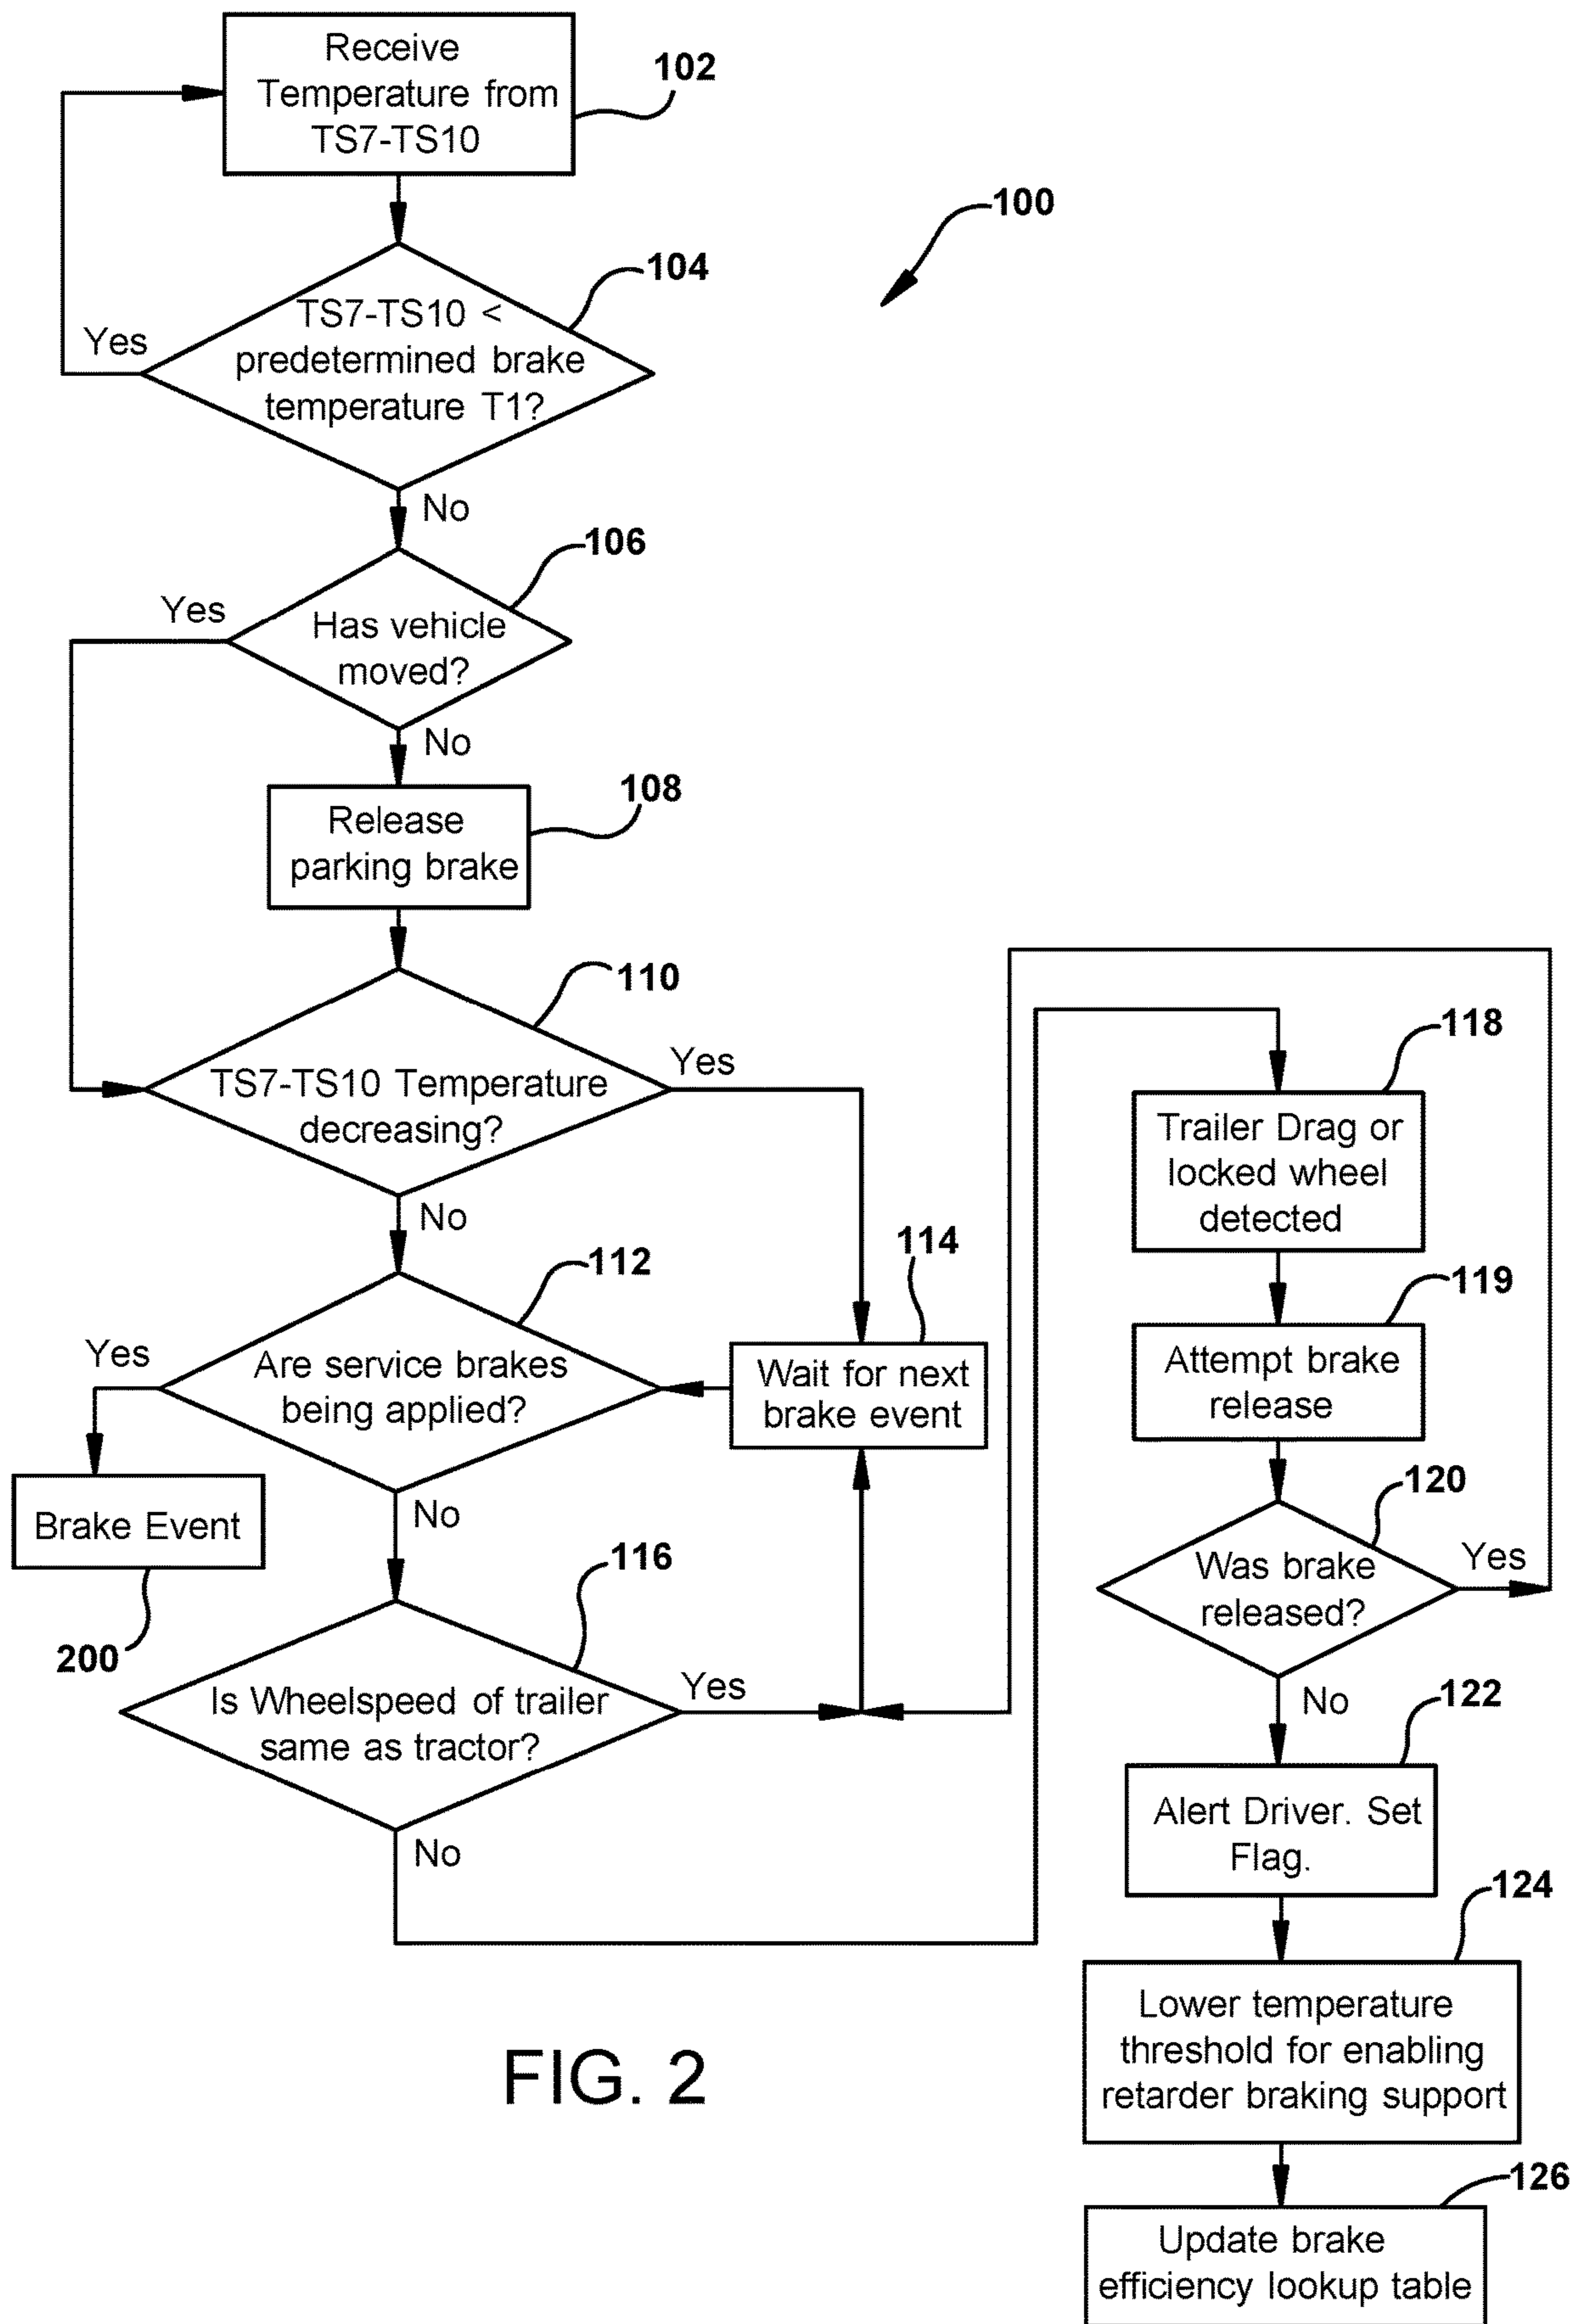 Receive
Temperature from
TS7-TS10
102
100
104
TS7-TS10 <
predetermined brake
temperature T1?
Yes
No
106
Yes
Has vehicle
moved?
No
108
Release
parking brake
110
TS7-TS10 Temperature
decreasing?
Yes
No
112
Yes
Are service brakes
being applied?
114
Wait for next
brake event
Brake Event
200
No
116
Is Wheelspeed of trailer
same as tractor?
Yes
No
118
Trailer Drag or
locked wheel
detected
119
Attempt brake
release
120
Was brake
released?
Yes
No
122
Alert Driver. Set
Flag.
124
Lower temperature
threshold for enabling
retarder braking support
126
Update brake
efficiency lookup table
FIG. 2